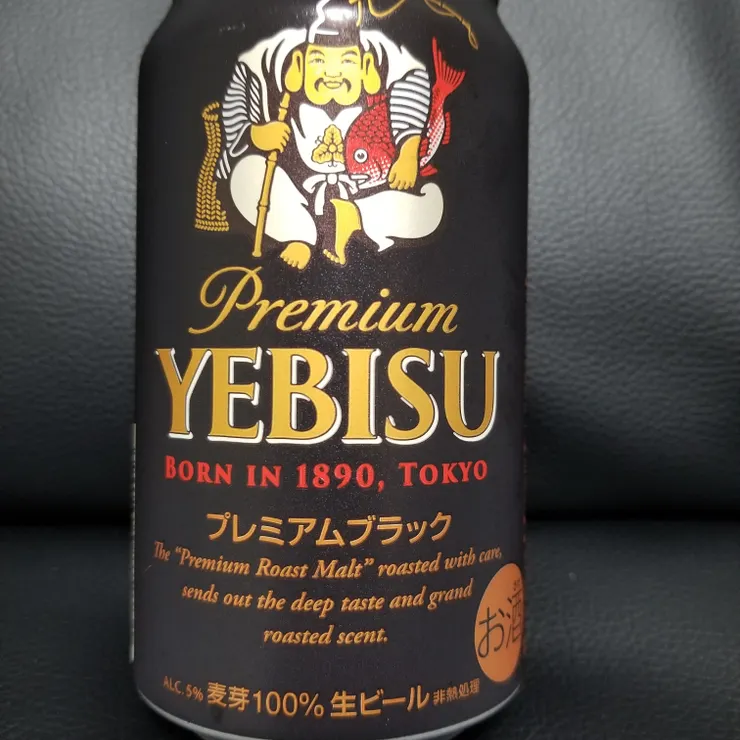 Premium
YEBISU
BORN IN 1890, TOKYO
プレミアムブラック
The "Premium Roast Malt" roasted with care,
sends out the deep taste and grand
roasted scent.
お酒
ALC. 5% 麦芽100% 生ビール 非熱処理